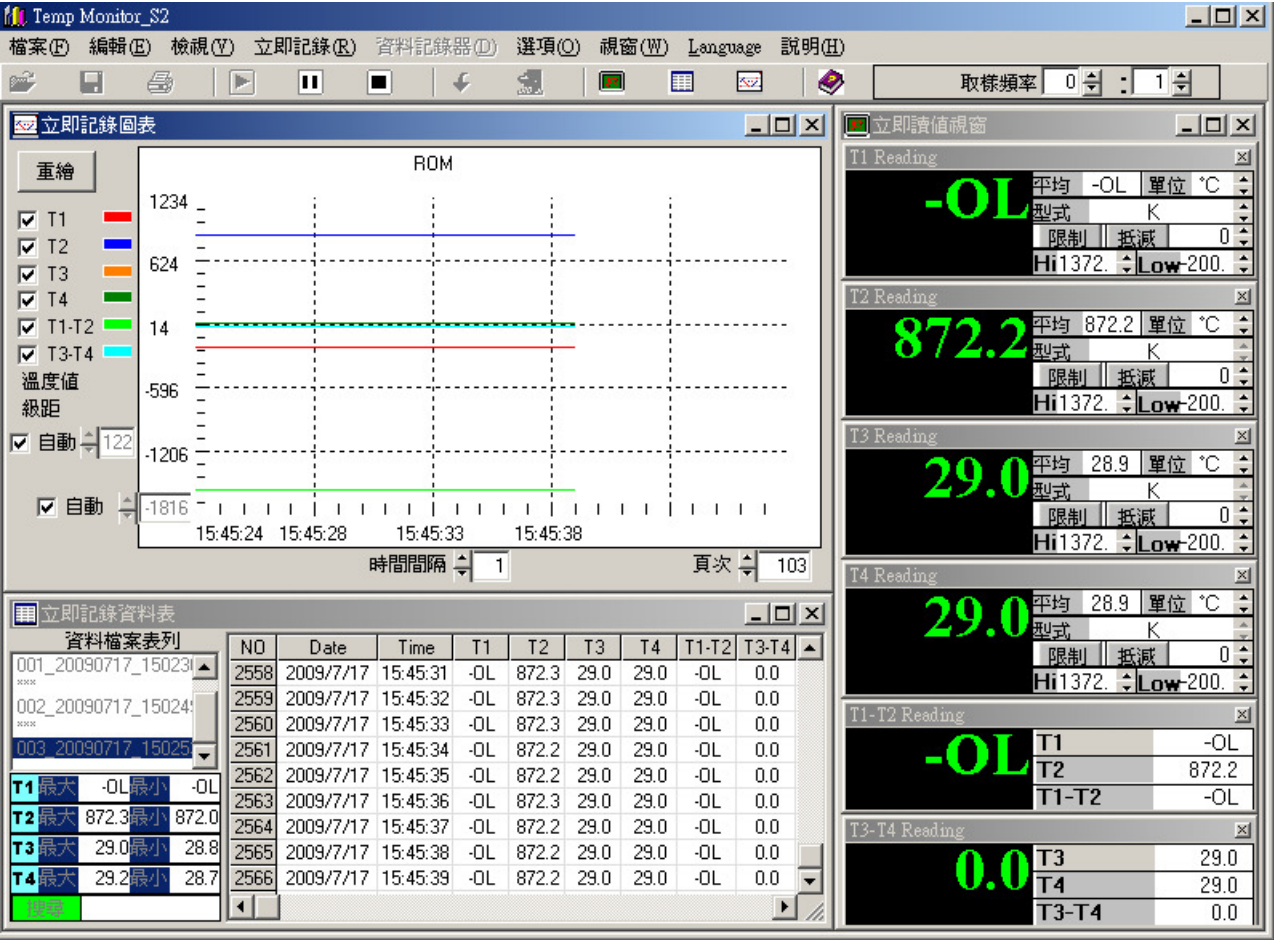 Temp Monitor_S2
檔案(F) 編輯(E) 檢視(V) 立即記錄(R) 資料記錄器(D) 選項(O) 視窗(W) Language 說明(H)
取樣頻率 0 : 1
立即記錄圖表
重繪
T1
T2
T3
T4
T1-T2
T3-T4
溫度值
級距
自動 122
自動
ROM
1234
624
14
-596
-1206
-1816
15:45:24 15:45:28 15:45:33 15:45:38
時間間隔 1 頁次 103
立即記錄資料表
資料檔案表列
001_20090717_15023
×××
002_20090717_15024
×××
003_20090717_15025
T1 最大 -OL 最小 -OL
T2 最大 872.3 最小 872.0
T3 最大 29.0 最小 28.8
T4 最大 29.2 最小 28.7
搜尋
NO Date Time T1 T2 T3 T4 T1-T2 T3-T4
2558 2009/7/17 15:45:31 -OL 872.3 29.0 29.0 -OL 0.0
2559 2009/7/17 15:45:32 -OL 872.3 29.0 29.0 -OL 0.0
2560 2009/7/17 15:45:33 -OL 872.3 29.0 29.0 -OL 0.0
2561 2009/7/17 15:45:34 -OL 872.2 29.0 29.0 -OL 0.0
2562 2009/7/17 15:45:35 -OL 872.2 29.0 29.0 -OL 0.0
2563 2009/7/17 15:45:36 -OL 872.3 29.0 29.0 -OL 0.0
2564 2009/7/17 15:45:37 -OL 872.2 29.0 29.0 -OL 0.0
2565 2009/7/17 15:45:38 -OL 872.2 29.0 29.0 -OL 0.0
2566 2009/7/17 15:45:39 -OL 872.2 29.0 29.0 -OL 0.0
立即讀值視窗
T1 Reading
-OL
平均 -OL 單位 °C
型式 K
限制 抵減 0
Hi 1372. Low -200.
T2 Reading
872.2
平均 872.2 單位 °C
型式 K
限制 抵減 0
Hi 1372. Low -200.
T3 Reading
29.0
平均 28.9 單位 °C
型式 K
限制 抵減 0
Hi 1372. Low -200.
T4 Reading
29.0
平均 28.9 單位 °C
型式 K
限制 抵減 0
Hi 1372. Low -200.
T1-T2 Reading
-OL
T1 -OL
T2 872.2
T1-T2 -OL
T3-T4 Reading
0.0
T3 29.0
T4 29.0
T3-T4 0.0